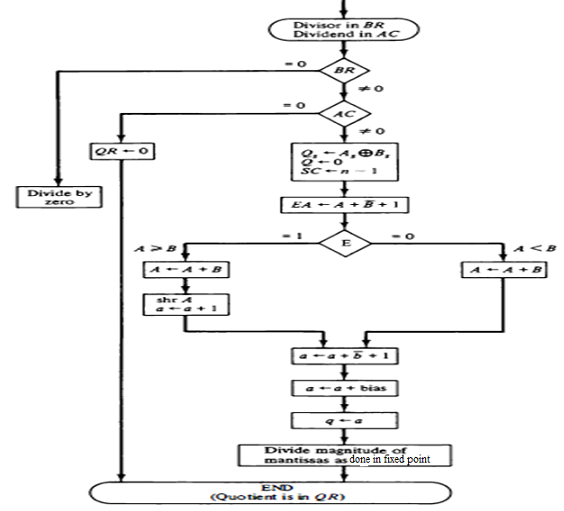 Divisor in BR
Dividend in AC
= 0
BR
≠ 0
= 0
AC
≠ 0
QR ← 0
Qs ← As ⊕ Bs
Q ← 0
SC ← n − 1
Divide by
zero
EA ← A + B̅ + 1
= 1
E
= 0
A ⩾ B
A < B
A ← A + B
A ← A + B
shr A
a ← a + 1
a ← a + b̅ + 1
a ← a + bias
q ← a
Divide magnitude of
mantissas as done in fixed point
END
(Quotient is in QR)